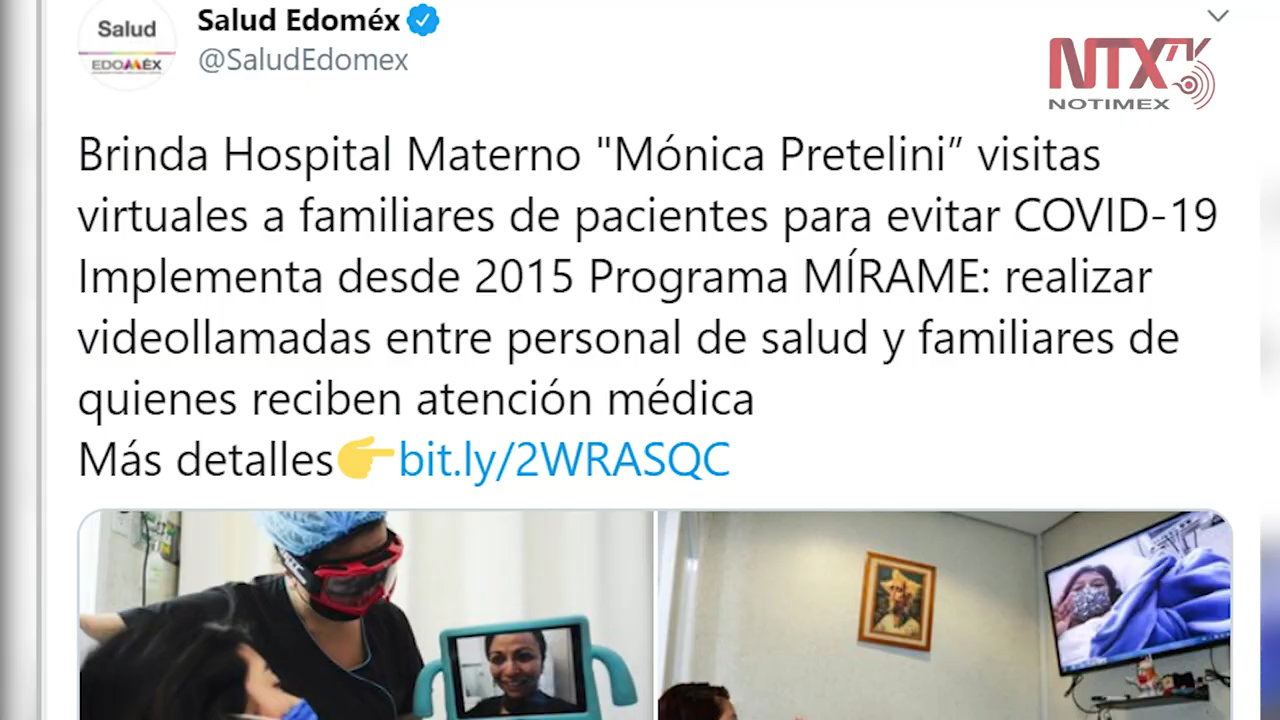 Salud
EDOMÉX
Salud Edoméx
@SaludEdomex
NTX
NOTIMEX
Brinda Hospital Materno "Mónica Pretelini” visitas
virtuales a familiares de pacientes para evitar COVID-19
Implementa desde 2015 Programa MÍRAME: realizar
videollamadas entre personal de salud y familiares de
quienes reciben atención médica
Más detalles👉bit.ly/2WRASQC